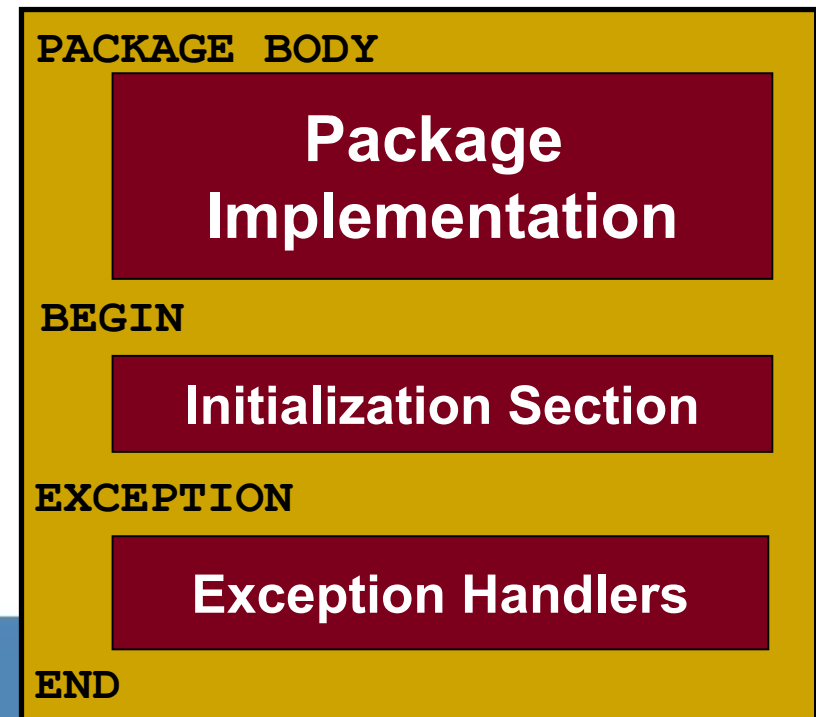 PACKAGE BODY
Package
Implementation
BEGIN
Initialization Section
EXCEPTION
Exception Handlers
END